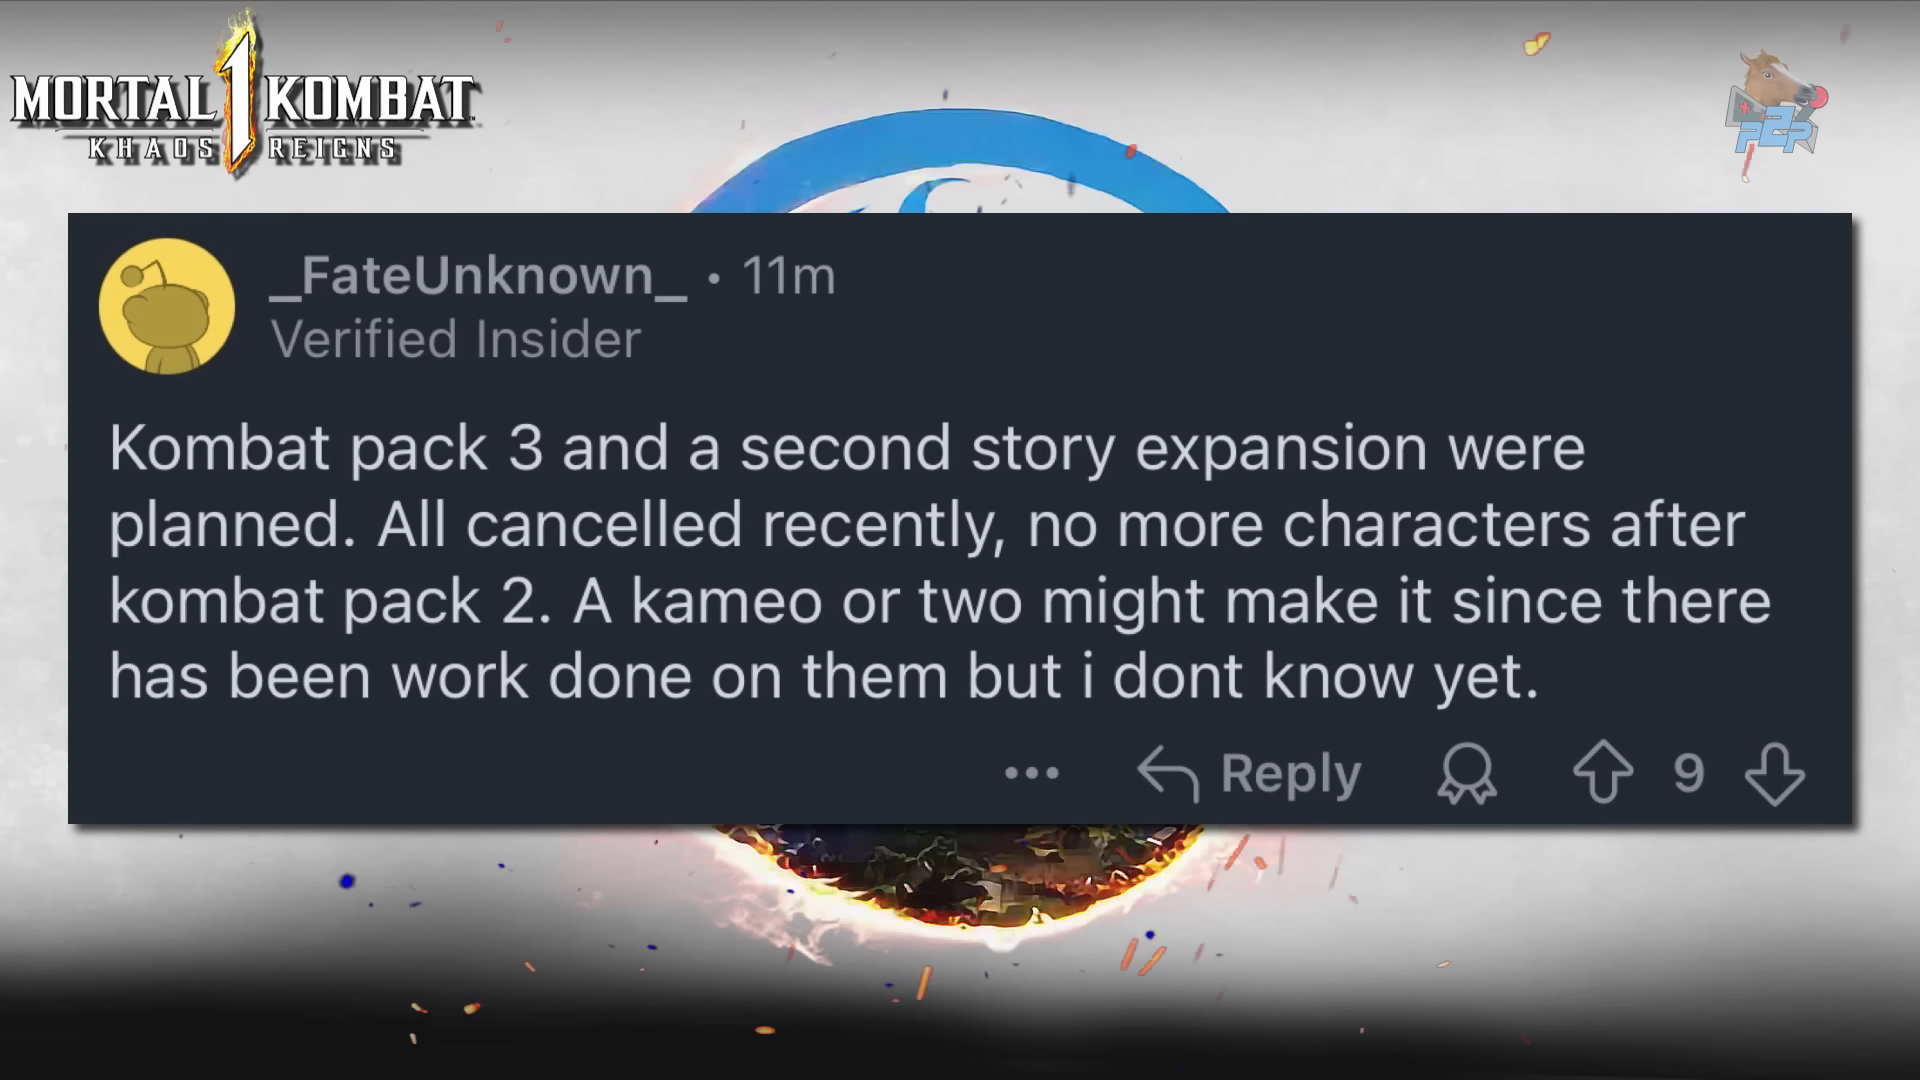 MORTAL 1 KOMBAT
KHAOS REIGNS
P2P
_FateUnknown_ • 11m
Verified Insider
Kombat pack 3 and a second story expansion were
planned. All cancelled recently, no more characters after
kombat pack 2. A kameo or two might make it since there
has been work done on them but i dont know yet.
... Reply 9